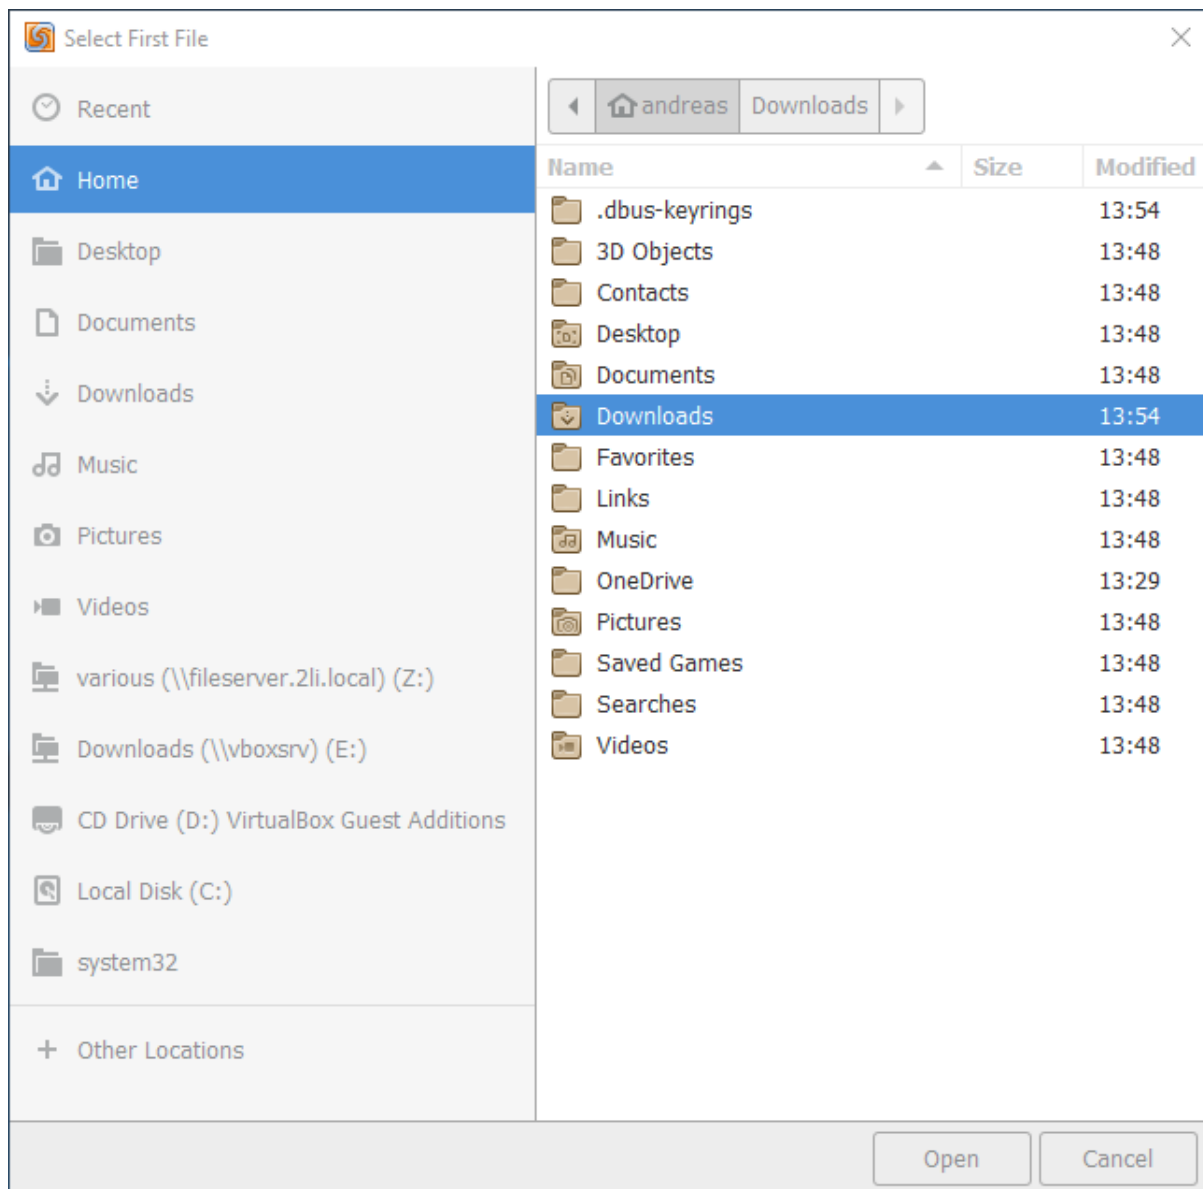 Select First File
Recent
Home
Desktop
Documents
Downloads
Music
Pictures
Videos
various (\\fileserver.2li.local) (Z:)
Downloads (\\vboxsrv) (E:)
CD Drive (D:) VirtualBox Guest Additions
Local Disk (C:)
system32
Other Locations
andreas Downloads
Name Size Modified
.dbus-keyrings 13:54
3D Objects 13:48
Contacts 13:48
Desktop 13:48
Documents 13:48
Downloads 13:54
Favorites 13:48
Links 13:48
Music 13:48
OneDrive 13:29
Pictures 13:48
Saved Games 13:48
Searches 13:48
Videos 13:48
Open Cancel